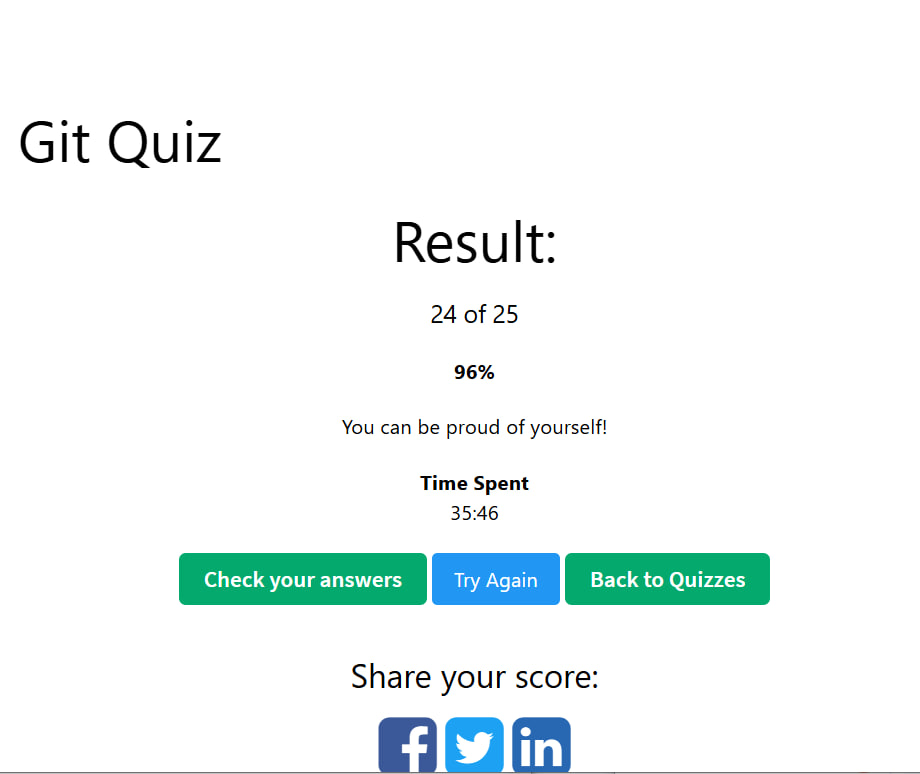 Git Quiz
Result:
24 of 25
96%
You can be proud of yourself!
Time Spent
35:46
Check your answers Try Again Back to Quizzes
Share your score:
f in